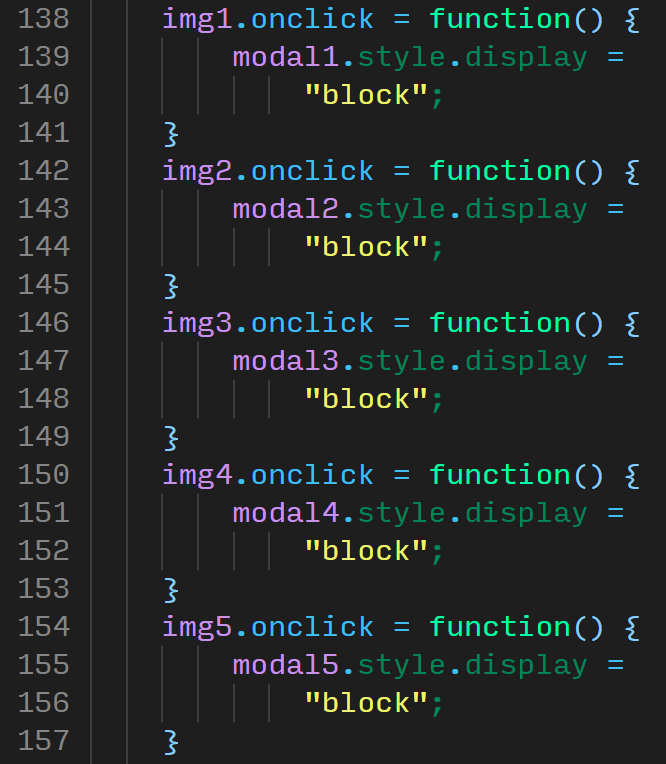 138 img1.onclick = function() {
139 modal1.style.display =
140 "block";
141 }
142 img2.onclick = function() {
143 modal2.style.display =
144 "block";
145 }
146 img3.onclick = function() {
147 modal3.style.display =
148 "block";
149 }
150 img4.onclick = function() {
151 modal4.style.display =
152 "block";
153 }
154 img5.onclick = function() {
155 modal5.style.display =
156 "block";
157 }